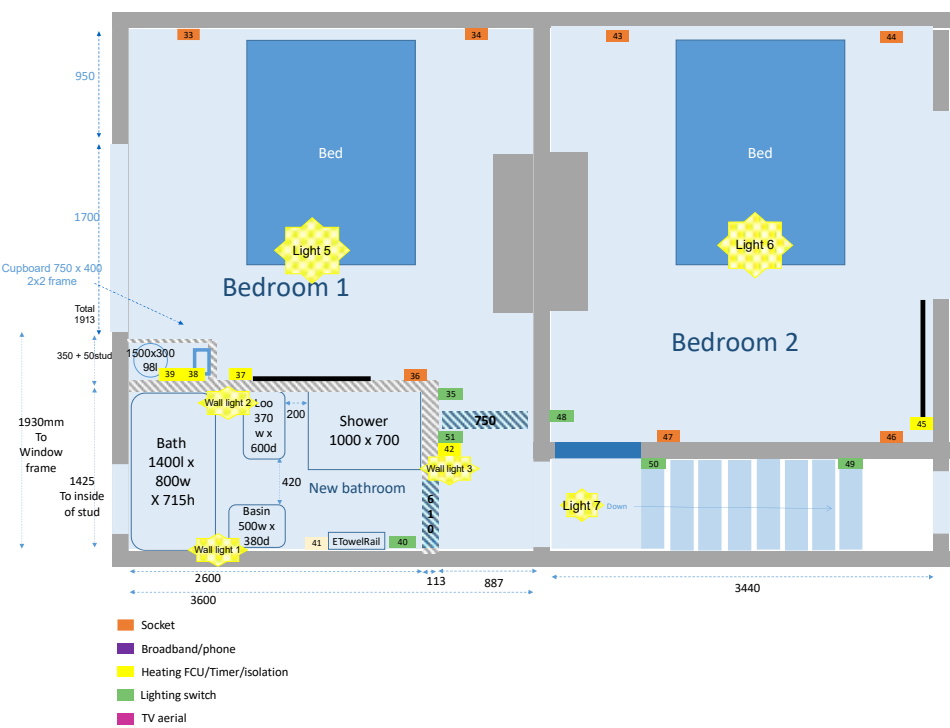 33
34
43
44
950
Bed
Bed
1700
Light 5
Light 6
Cupboard 750 x 400
2x2 frame
Bedroom 1
Total
1913
Bedroom 2
350 + 50stud
1500x300
98l
39
38
37
36
35
45
Wall light 2
Loo
370
w x
600d
200
Shower
1000 x 700
750
48
47
46
1930mm
To
Window
frame
Bath
1400l x
800w
X 715h
51
42
Wall light 3
50
49
1425
To inside
of stud
420
New bathroom
610
Light 7
Down
Basin
500w x
380d
Wall light 1
41
ETowelRail
40
2600
113
887
3600
3440
Socket
Broadband/phone
Heating FCU/Timer/isolation
Lighting switch
TV aerial